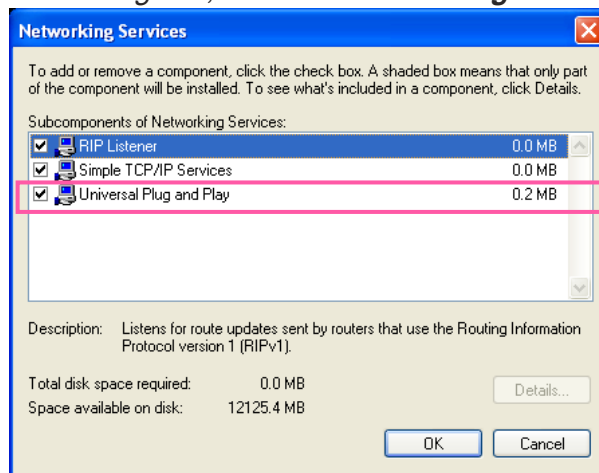 Networking Services
To add or remove a component, click the check box. A shaded box means that only part
of the component will be installed. To see what's included in a component, click Details.
Subcomponents of Networking Services:
RIP Listener 0.0 MB
Simple TCP/IP Services 0.0 MB
Universal Plug and Play 0.2 MB
Description: Listens for route updates sent by routers that use the Routing Information
Protocol version 1 (RIPv1).
Total disk space required: 0.0 MB
Details...
Space available on disk: 12125.4 MB
OK Cancel